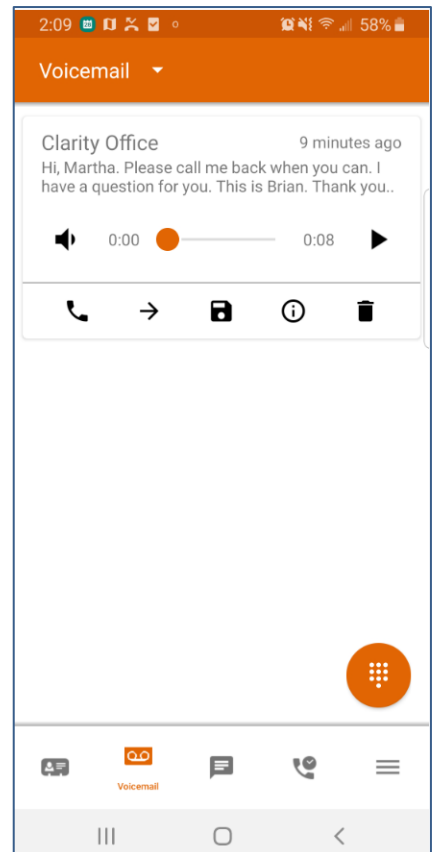 2:09 58%
Voicemail
Clarity Office 9 minutes ago
Hi, Martha. Please call me back when you can. I
have a question for you. This is Brian. Thank you..
0:00 0:08
Voicemail